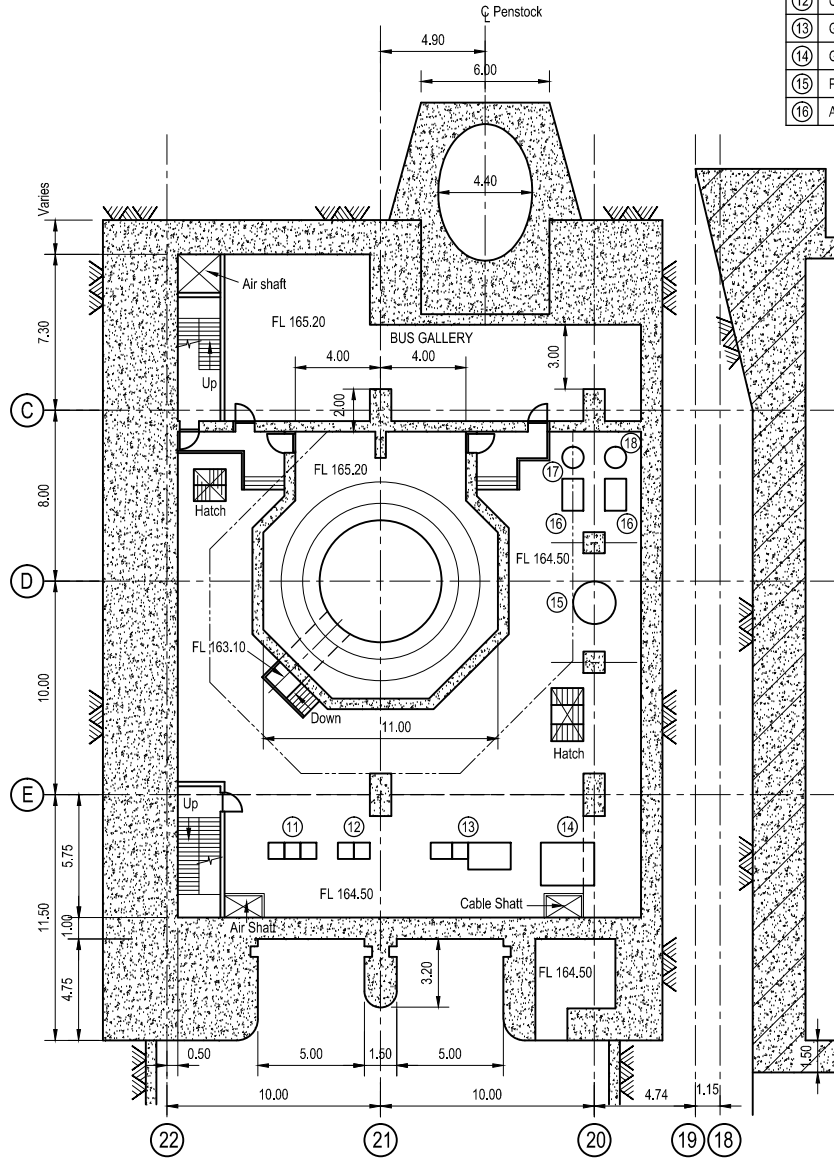 ℄ Penstock
4.90
6.00
4.40
12
13
14
15
16
Varies
7.30
8.00
10.00
11.50
5.75
1.00
4.75
C
D
E
Air shaft
FL 165.20
BUS GALLERY
Up
4.00
4.00
3.00
2.00
FL 165.20
Hatch
17
18
16
16
FL 164.50
15
FL 163.10
Down
11.00
Hatch
Up
11
12
13
14
FL 164.50
Air Shatt
Cable Shatt
FL 164.50
3.20
0.50
5.00
1.50
5.00
1.50
10.00
10.00
4.74
1.15
22
21
20
19
18